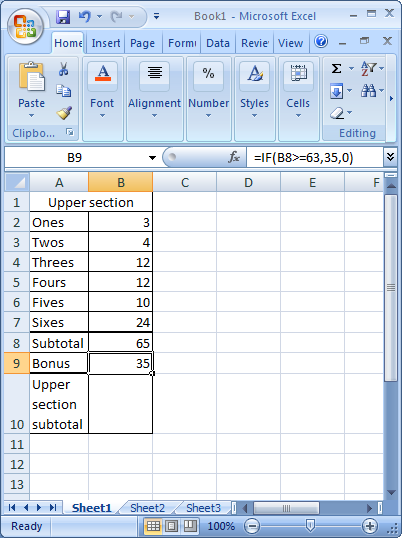 Book1 - Microsoft Excel
Home Insert Page Formu Data Revie View
Paste Font Alignment Number Styles Cells
Clipbo... Editing
B9 fx =IF(B8>=63,35,0)
A B C D E F
1 Upper section
2 Ones 3
3 Twos 4
4 Threes 12
5 Fours 12
6 Fives 10
7 Sixes 24
8 Subtotal 65
9 Bonus 35
Upper
section
10 subtotal
11
12
13
Sheet1 Sheet2 Sheet3
Ready 100%